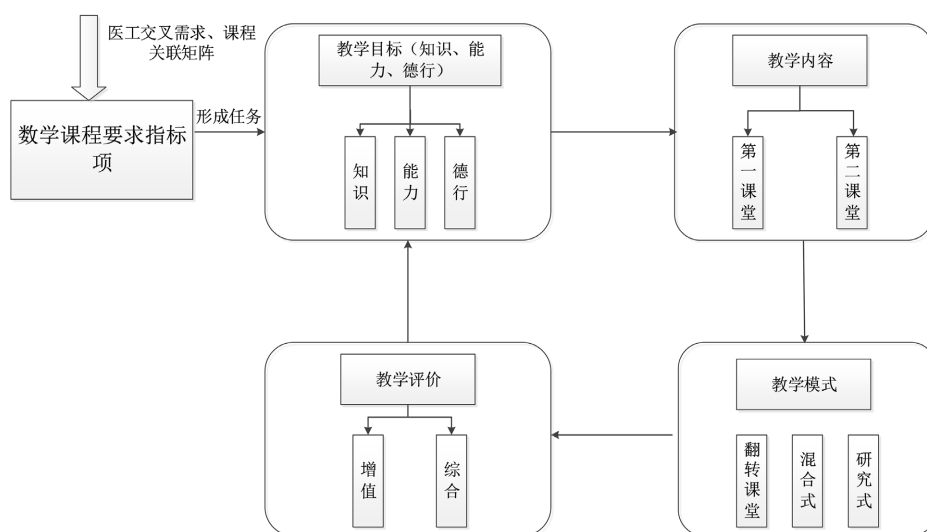 医工交叉需求、课程
关联矩阵
数学课程要求指标
项
形成任务
教学目标（知识、能
力、德行）
知识
能力
德行
教学内容
第一课堂
第二课堂
教学评价
增值
综合
教学模式
翻转课堂
混合式
研究式